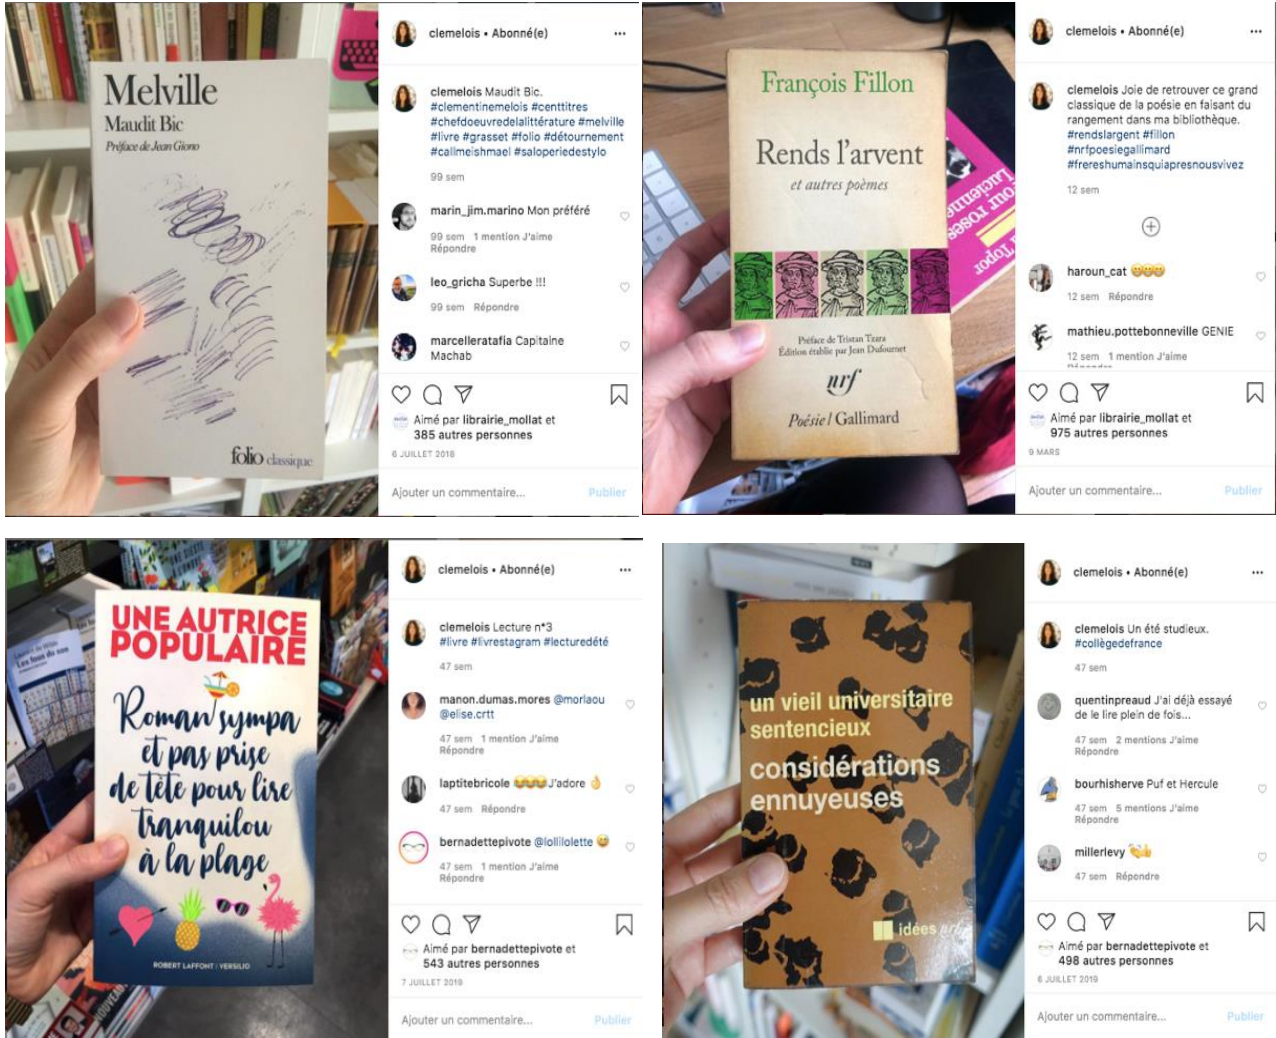 Melville
Maudit Bic
Préface de Jean Giono
folio classique
clemelois • Abonné(e)
clemelois Maudit Bic.
#clementinemelois #centtitres
#chefdoeuvredelalittérature #melville
#livre #grasset #folio #détournement
#callmeishmael #saloperiedestylo
99 sem
marin_jim.marino Mon préféré
99 sem 1 mention J'aime
Répondre
leo_gricha Superbe !!!
99 sem Répondre
marcelleratafia Capitaine
Machab
Aimé par librairie_mollat et
385 autres personnes
6 JUILLET 2018
Ajouter un commentaire... Publier
François Fillon
Rends l'arvent
et autres poèmes
Préface de Tristan Tzara
Édition établie par Jean Dufournet
nrf
Poésie / Gallimard
Topor
pour roses
Lucienne
clemelois • Abonné(e)
clemelois Joie de retrouver ce grand
classique de la poésie en faisant du
rangement dans ma bibliothèque.
#rendslargent #fillon
#nrfpoesiegallimard
#frereshumainsquiapresnousvivez
12 sem
haroun_cat 😄😄😄
12 sem Répondre
mathieu.pottebonneville GENIE
12 sem 1 mention J'aime
Répondre
Aimé par librairie_mollat et
975 autres personnes
9 MARS
Ajouter un commentaire... Publier
UNE AUTRICE
POPULAIRE
Roman sympa
et pas prise
de tête pour lire
tranquilou
à la plage
ROBERT LAFFONT / VERSILIO
Les fous du son
NOUVEAU
clemelois • Abonné(e)
clemelois Lecture n°3
#livre #livrestagram #lecturedété
47 sem
manon.dumas.mores @morlaou
@elise.crtt
47 sem 1 mention J'aime
Répondre
laptitebricole 😂😂😂J'adore 👌
47 sem Répondre
bernadettepivote @lollilolette 😅
47 sem 1 mention J'aime
Répondre
Aimé par bernadettepivote et
543 autres personnes
7 JUILLET 2019
Ajouter un commentaire... Publier
un vieil universitaire
sentencieux
considérations
ennuyeuses
idées nrf
clemelois • Abonné(e)
clemelois Un été studieux.
#collègedefrance
47 sem
quentinpreaud J'ai déjà essayé
de le lire plein de fois...
47 sem 2 mentions J'aime
Répondre
bourhisherve Puf et Hercule
47 sem 5 mentions J'aime
Répondre
millerlevy 👏👍
47 sem Répondre
Aimé par bernadettepivote et
498 autres personnes
6 JUILLET 2019
Ajouter un commentaire... Publier